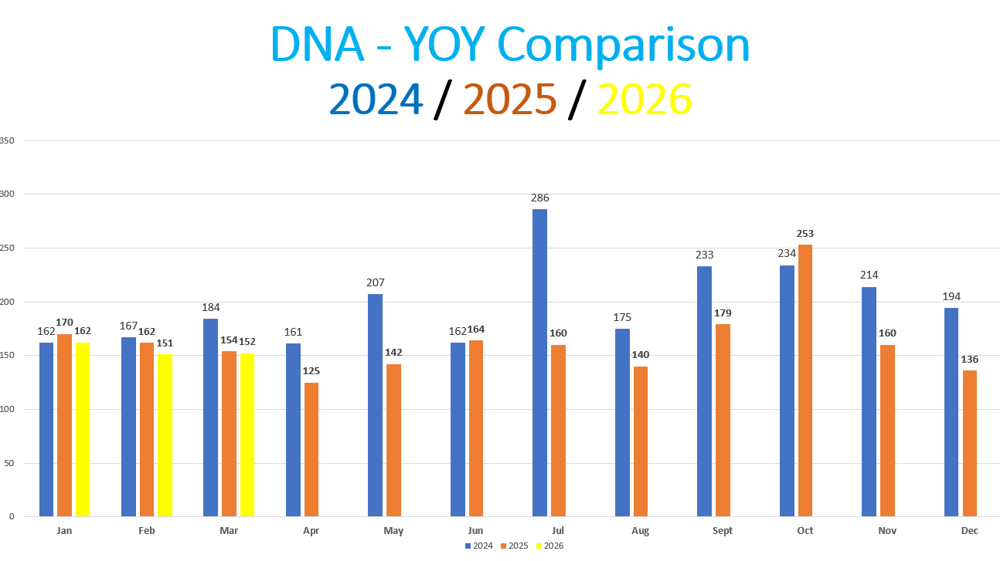 DNA - YOY Comparison
2024 / 2025 / 2026
350
300
250
200
150
100
50
0
162 170 162
167 162 151
184 154 152
161 125
207 142
162 164
286 160
175 140
233 179
234 253
214 160
194 136
Jan Feb Mar Apr May Jun Jul Aug Sept Oct Nov Dec
2024 2025 2026